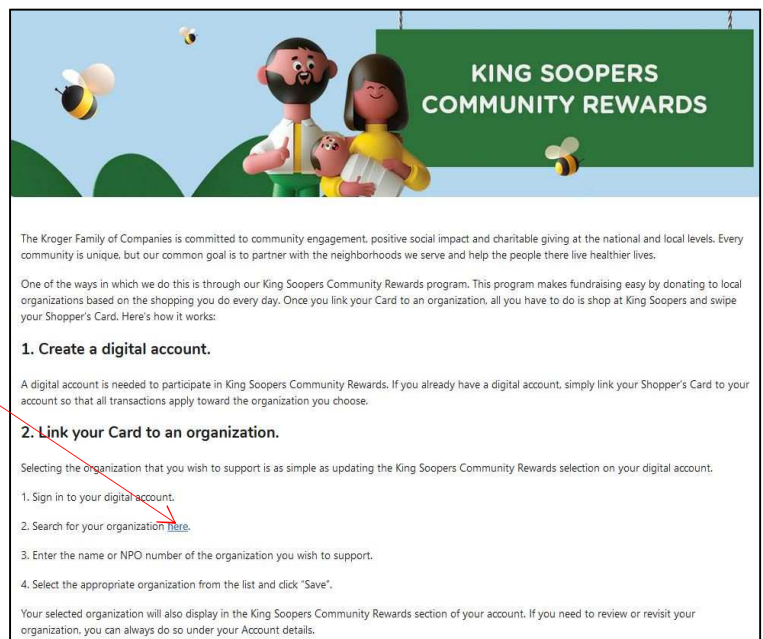 KING SOOPERS
COMMUNITY REWARDS
The Kroger Family of Companies is committed to community engagement, positive social impact and charitable giving at the national and local levels. Every
community is unique, but our common goal is to partner with the neighborhoods we serve and help the people there live healthier lives.
One of the ways in which we do this is through our King Soopers Community Rewards program. This program makes fundraising easy by donating to local
organizations based on the shopping you do every day. Once you link your Card to an organization, all you have to do is shop at King Soopers and swipe
your Shopper's Card. Here's how it works:
1. Create a digital account.
A digital account is needed to participate in King Soopers Community Rewards. If you already have a digital account, simply link your Shopper's Card to your
account so that all transactions apply toward the organization you choose.
2. Link your Card to an organization.
Selecting the organization that you wish to support is as simple as updating the King Soopers Community Rewards selection on your digital account.
1. Sign in to your digital account.
2. Search for your organization here.
3. Enter the name or NPO number of the organization you wish to support.
4. Select the appropriate organization from the list and click "Save".
Your selected organization will also display in the King Soopers Community Rewards section of your account. If you need to review or revisit your
organization, you can always do so under your Account details.